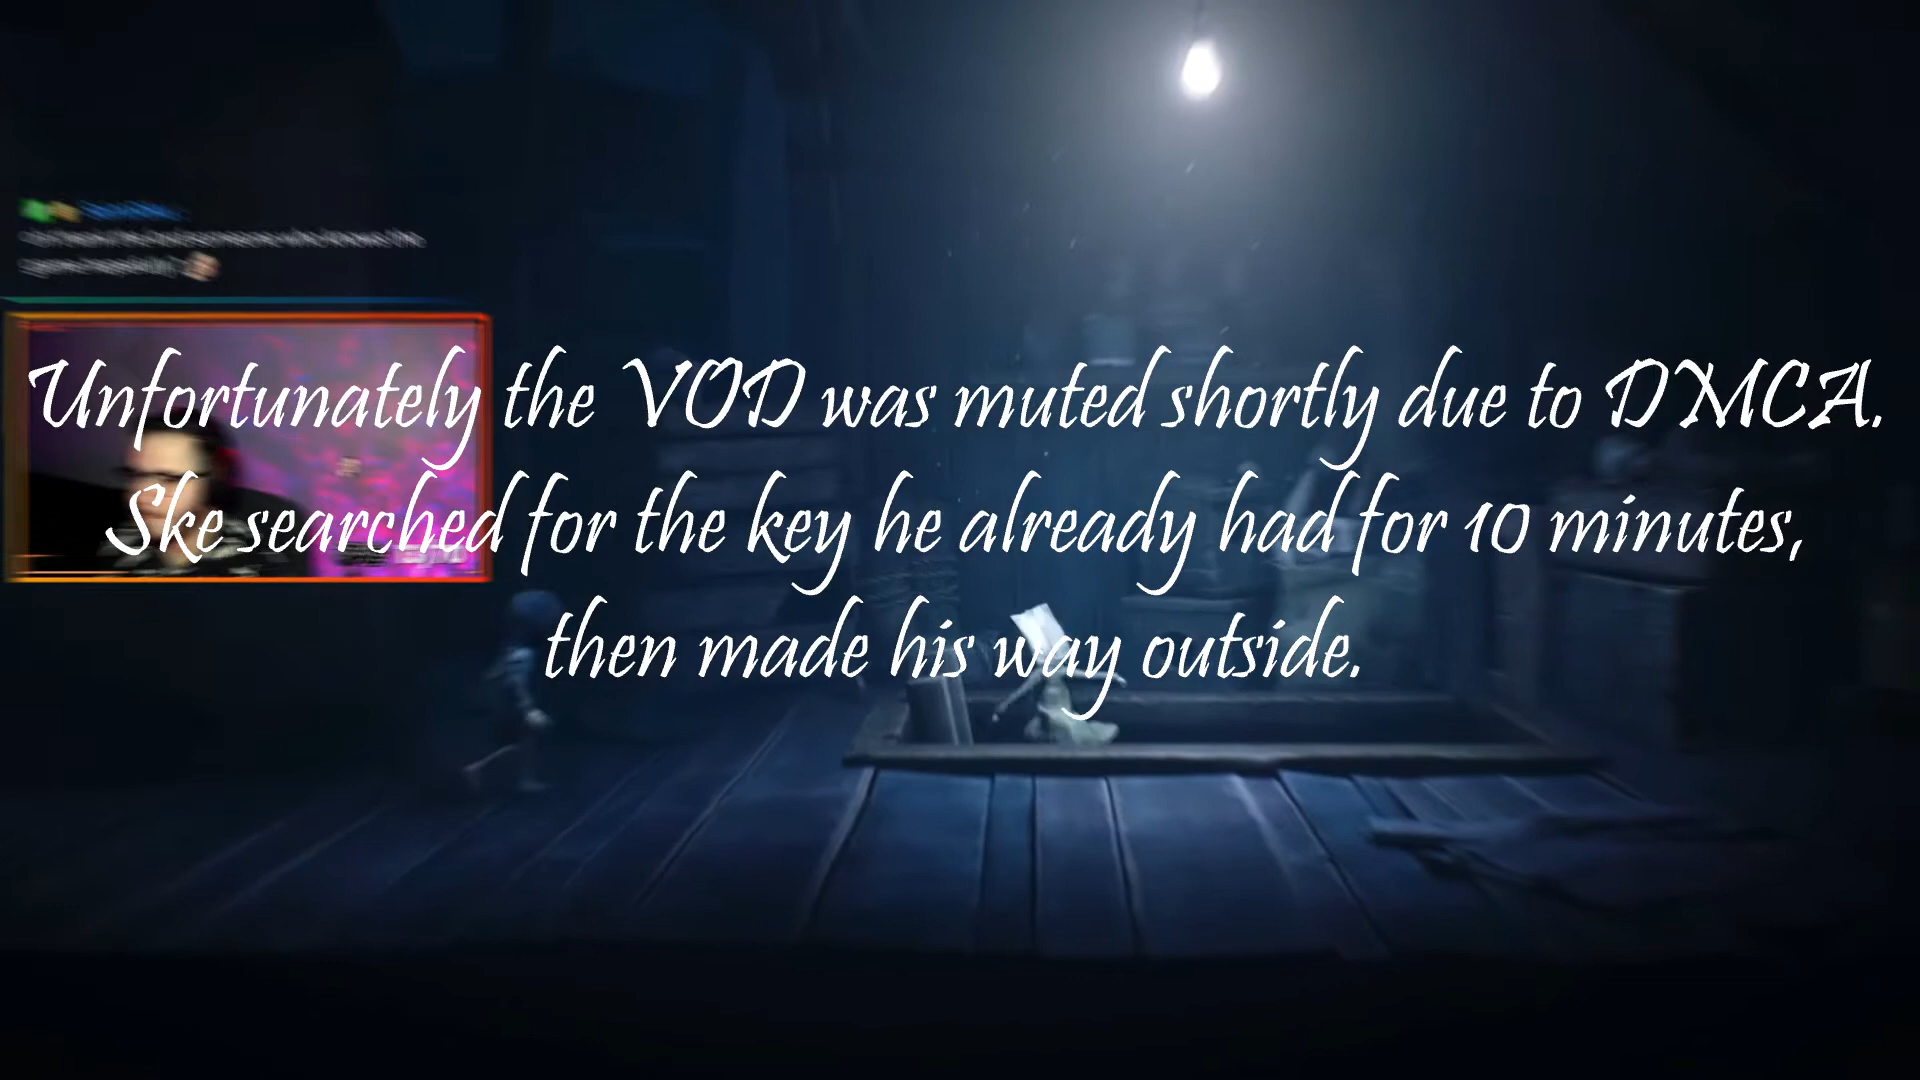 Unfortunately the VOD was muted shortly due to DMCA.
Ske searched for the key he already had for 10 minutes,
then made his way outside.